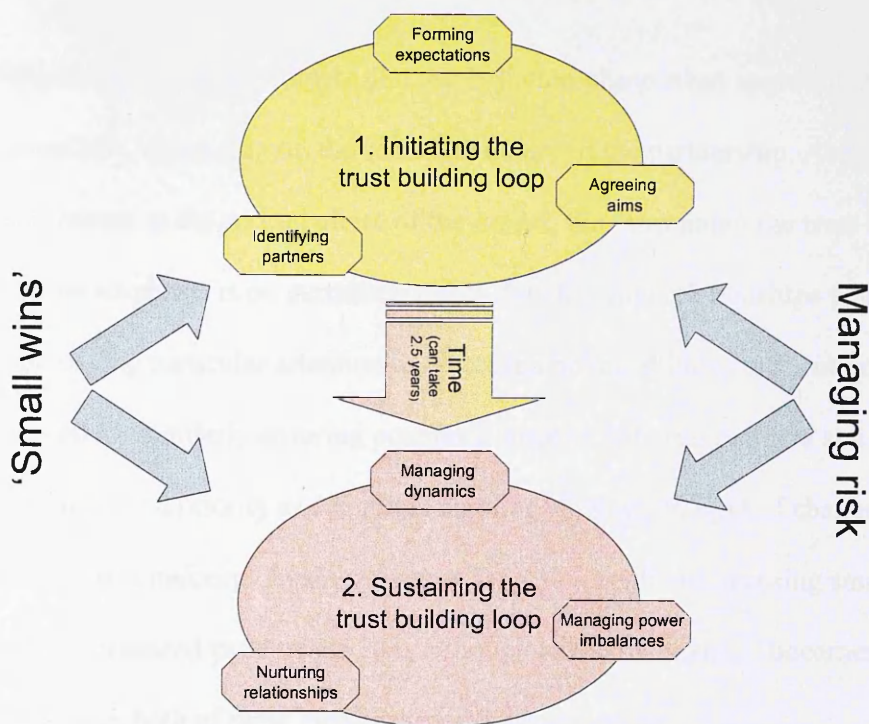 Forming
expectations
1. Initiating the
trust building loop
Agreeing
aims
Identifying
partners
'Small wins'
Managing risk
Time
(can take
2.5 years)
Managing
dynamics
2. Sustaining the
trust building loop
Managing power
imbalances
Nurturing
relationships